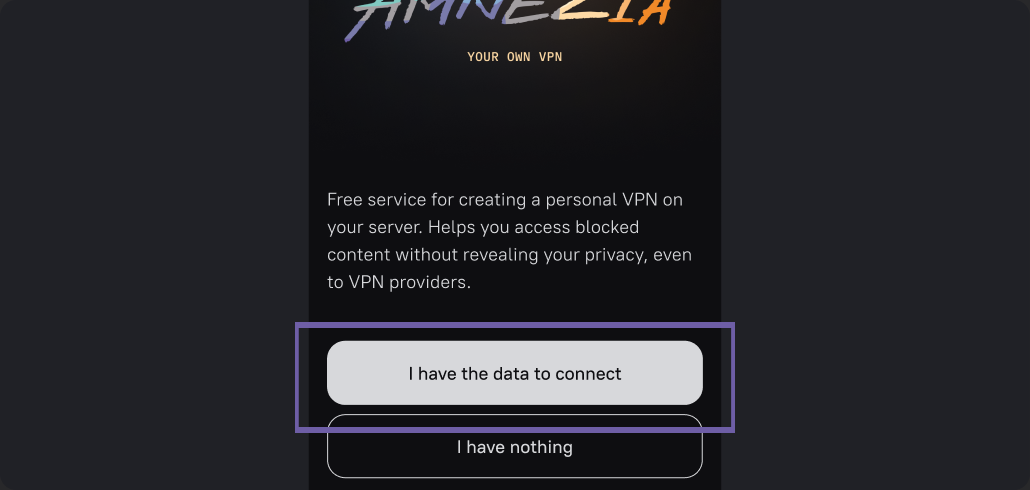 AMNEZIA
YOUR OWN VPN
Free service for creating a personal VPN on
your server. Helps you access blocked
content without revealing your privacy, even
to VPN providers.
I have the data to connect
I have nothing